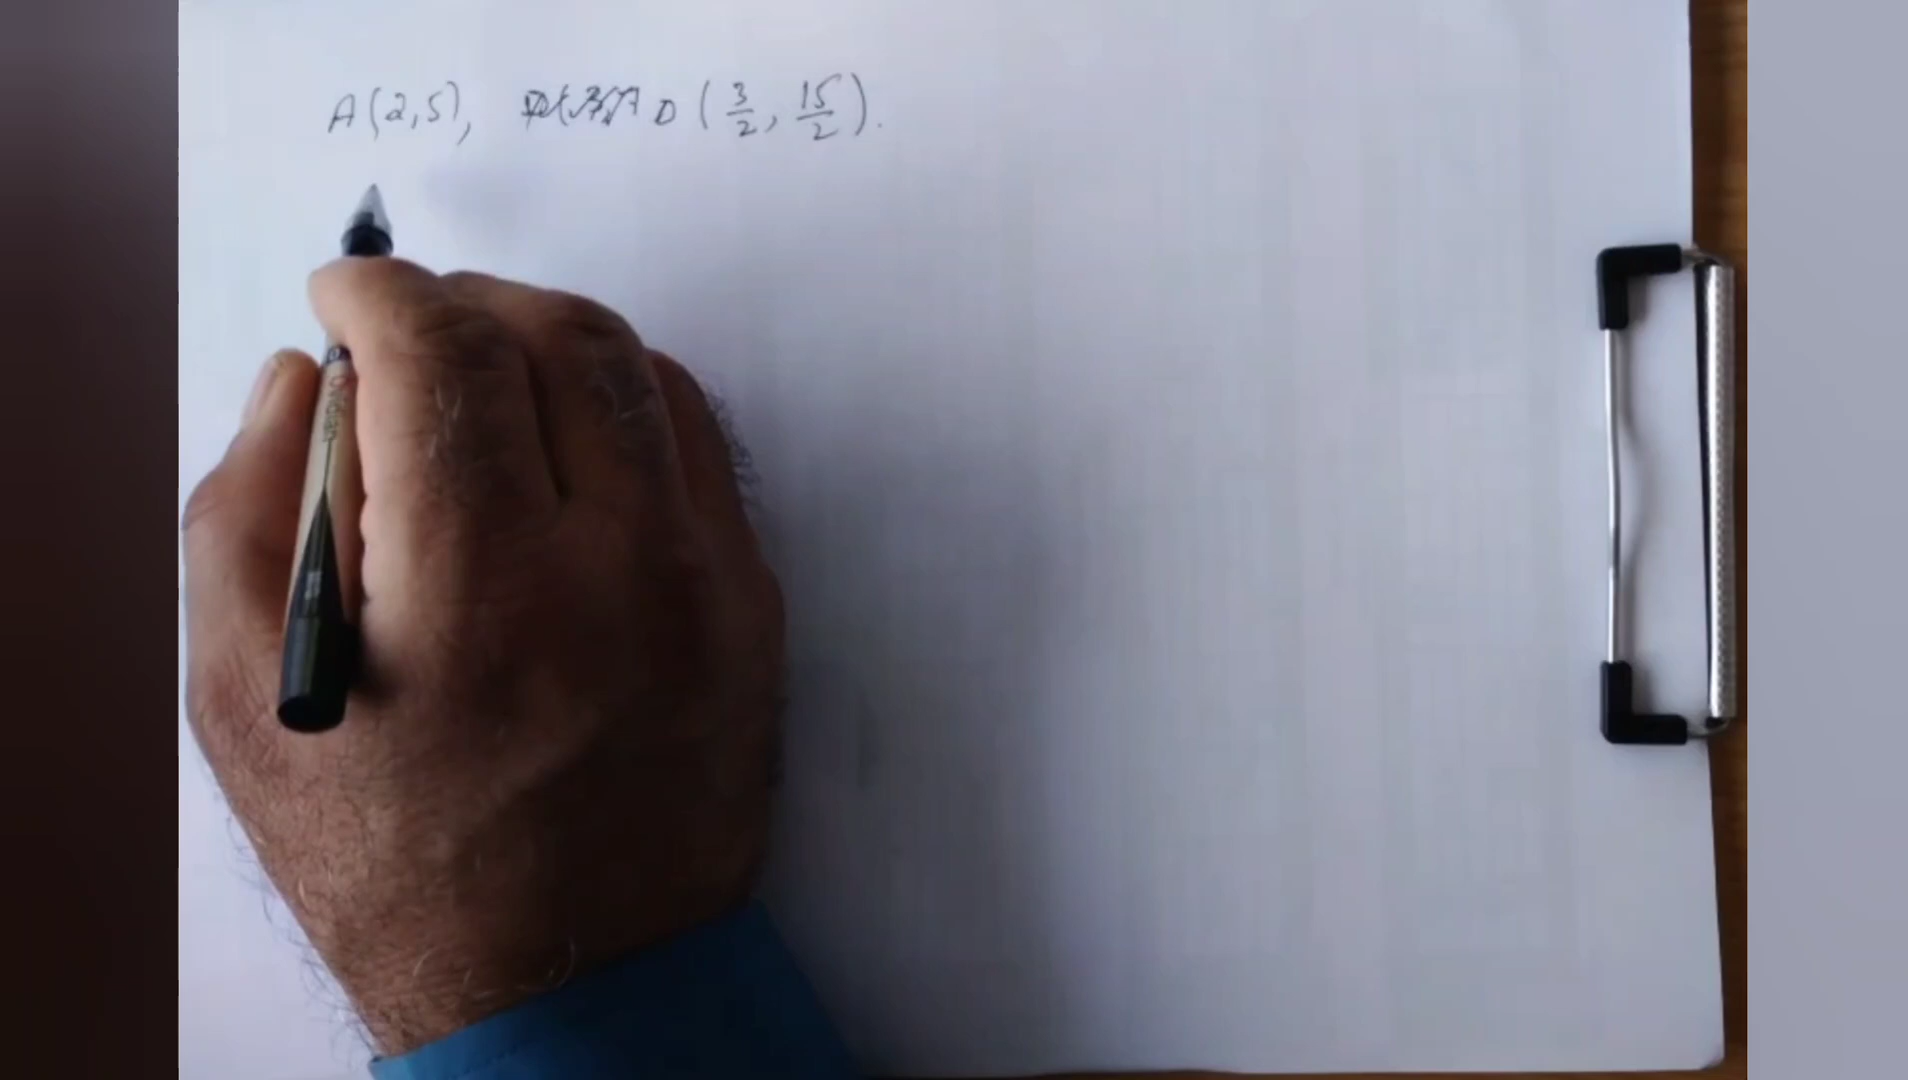 A(2,5), D(3/2, 15/2).